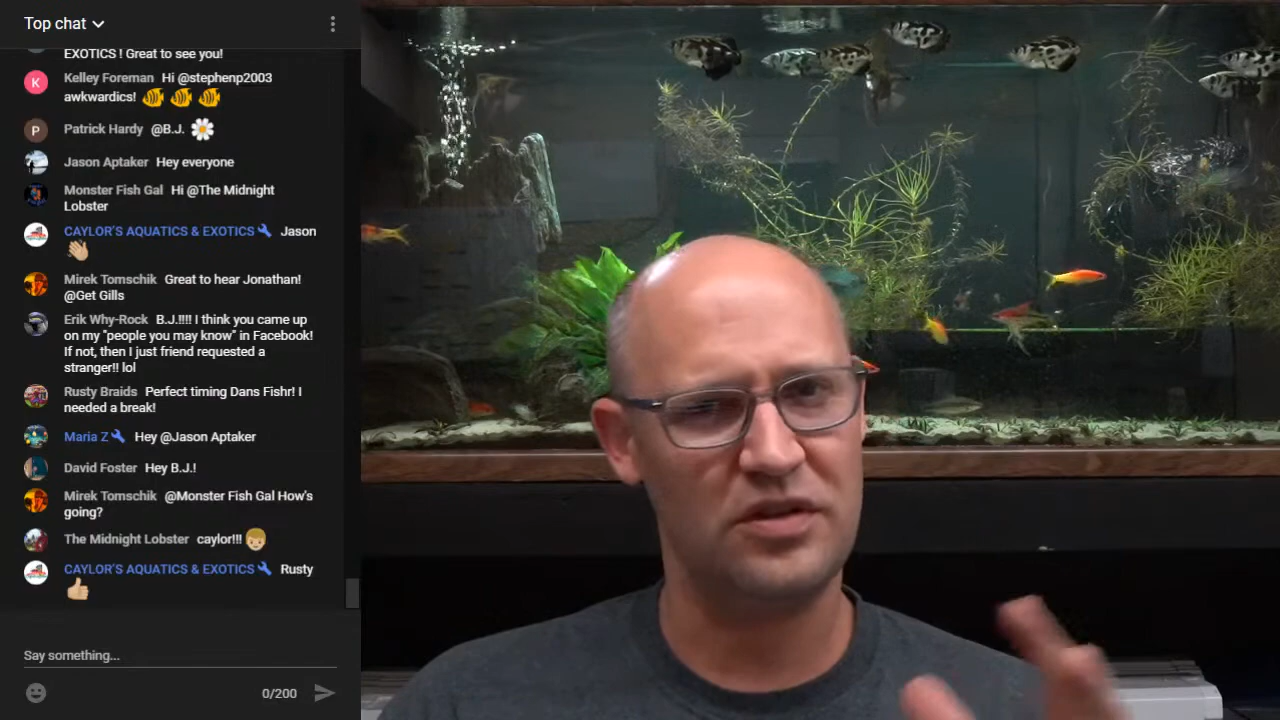 Top chat
EXOTICS ! Great to see you!
Kelley Foreman Hi @stephenp2003
awkwardics!
K
Patrick Hardy @B.J.
P
Jason Aptaker Hey everyone
Monster Fish Gal Hi @The Midnight
Lobster
CAYLOR'S AQUATICS & EXOTICS Jason
Mirek Tomschik Great to hear Jonathan!
@Get Gills
Erik Why-Rock B.J.!!!! I think you came up
on my "people you may know" in Facebook!
If not, then I just friend requested a
stranger!! lol
Rusty Braids Perfect timing Dans Fishr! I
needed a break!
Maria Z Hey @Jason Aptaker
David Foster Hey B.J.!
Mirek Tomschik @Monster Fish Gal How's
going?
The Midnight Lobster caylor!!!
CAYLOR'S AQUATICS & EXOTICS Rusty
Say something...
0/200